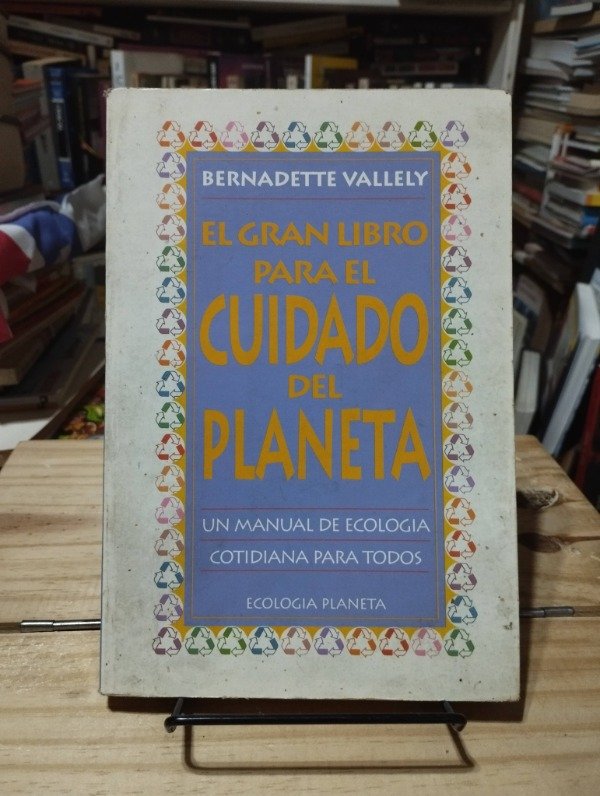 BERNADETTE VALLELY
EL GRAN LIBRO
PARA EL
CUIDADO
DEL
PLANETA
UN MANUAL DE ECOLOGIA
COTIDIANA PARA TODOS
ECOLOGIA PLANETA